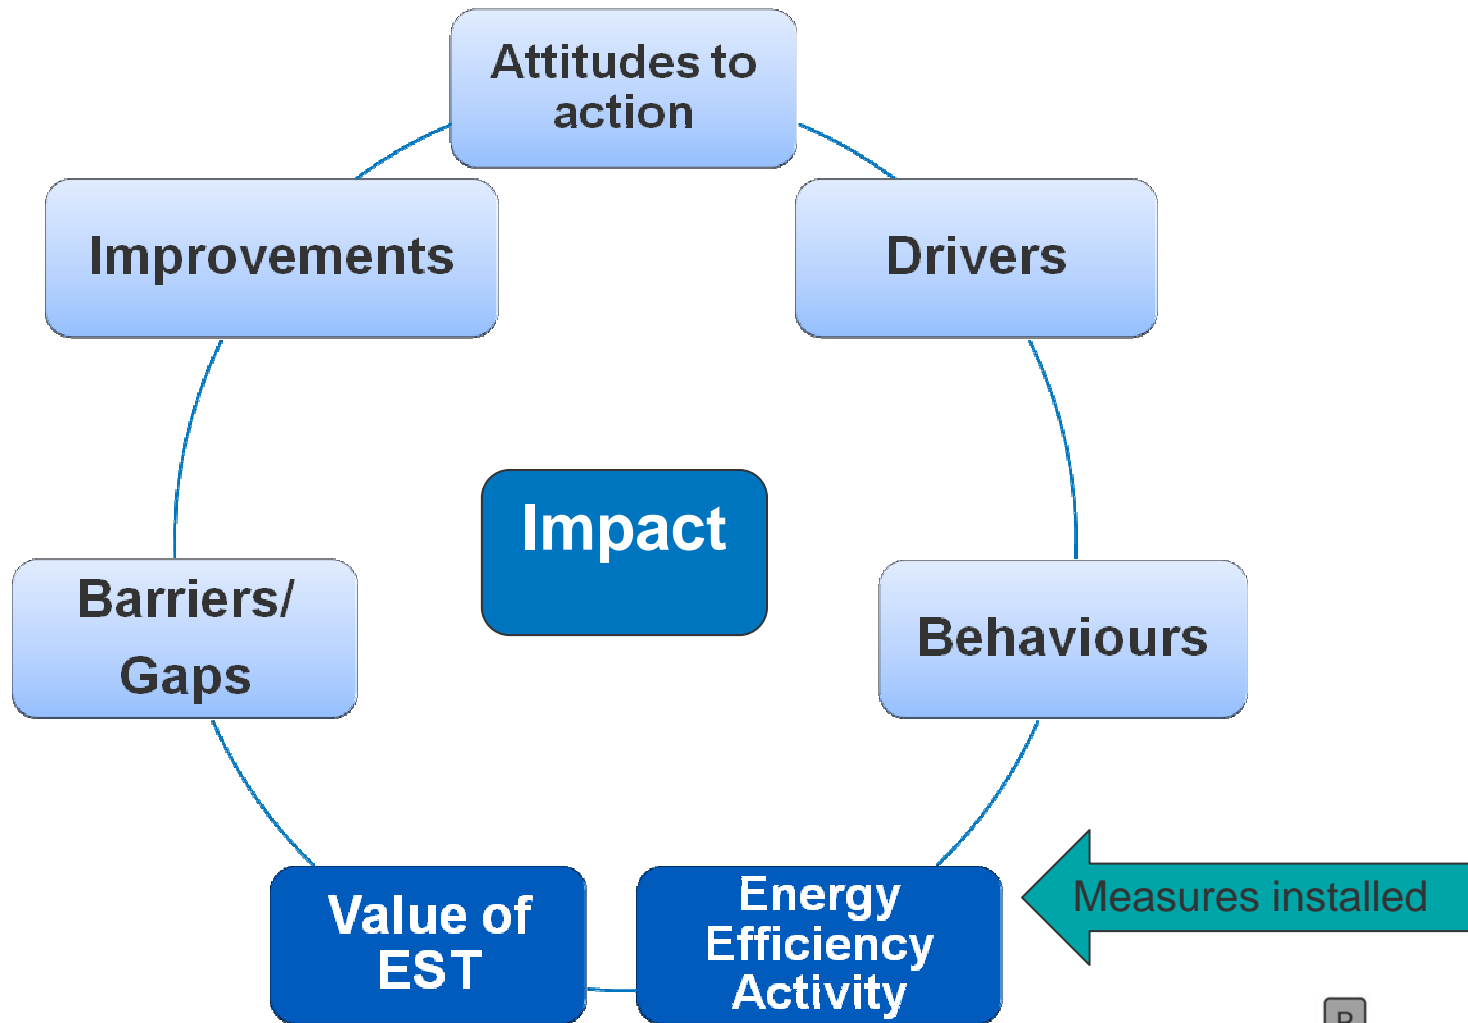 Attitudes to
action
Improvements
Drivers
Impact
Barriers/
Gaps
Behaviours
Value of
EST
Energy
Efficiency
Activity
Measures installed